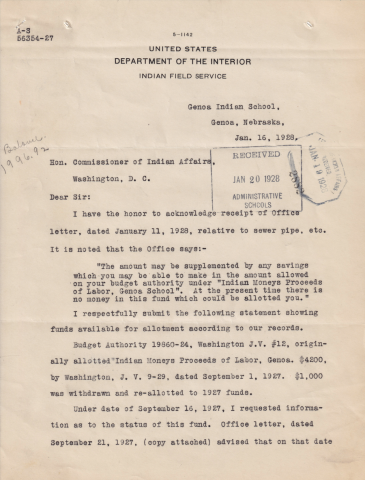 A-S
56354-27
5-1142
UNITED STATES
DEPARTMENT OF THE INTERIOR
INDIAN FIELD SERVICE
Genoa Indian School,
Genoa, Nebraska,
Jan. 16, 1928.
Balance
1996.92
Hon. Commissioner of Indian Affairs,
Washington, D. C.
RECEIVED
JAN 20 1928
ADMINISTRATIVE
SCHOOLS
Dear Sir:
I have the honor to acknowledge receipt of Office
letter, dated January 11, 1928, relative to sewer pipe, etc.
It is noted that the Office says:-
"The amount may be supplemented by any savings
which you may be able to make in the amount allowed
on your budget authority under "Indian Moneys Proceeds
of Labor, Genoa School". At the present time there is
no money in this fund which could be allotted you."
I respectfully submit the following statement showing
funds available for allotment according to our records.
Budget Authority 19860-24, Washington J.V. #12, origin-
ally allotted"Indian Moneys Proceeds of Labor, Genoa. $4200,
by Washington, J. V. 9-29, dated September 1, 1927. $1,000
was withdrawn and re-allotted to 1927 funds.
Under date of September 16, 1927, I requested informa-
tion as to the status of this fund. Office letter, dated
September 21, 1927, (copy attached) advised that on that date